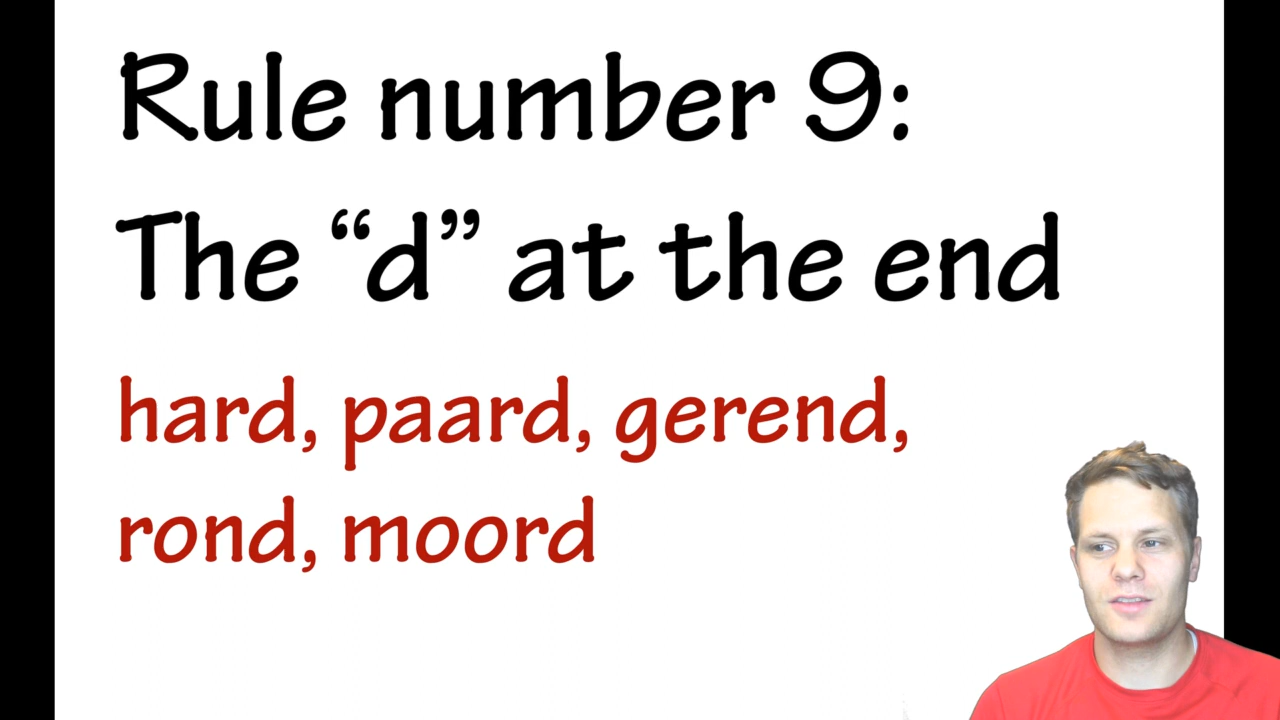 Rule number 9:
The “d” at the end
hard, paard, gerend,
rond, moord